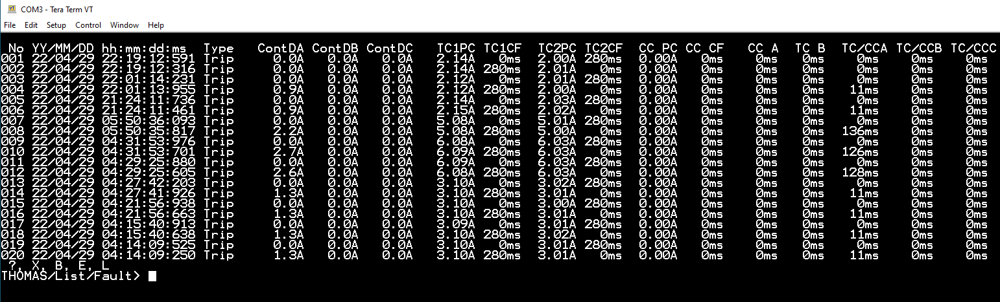 COM3 - Tera Term VT
File Edit Setup Control Window Help
No YY/MM/DD hh:mm:dd:ms Type ContDA ContDB ContDC TC1PC TC1CF TC2PC TC2CF CC PC CC CF CC A TC B TC/CCA TC/CCB TC/CCC
001 22/04/29 22:19:12:591 Trip 0.0A 0.0A 0.0A 2.14A 0ms 2.00A 280ms 0.00A 0ms 0ms 0ms 0ms 0ms 0ms
002 22/04/29 22:19:12:316 Trip 0.0A 0.0A 0.0A 2.14A 280ms 2.01A 0ms 0.00A 0ms 0ms 0ms 0ms 0ms 0ms
003 22/04/29 22:01:14:231 Trip 0.0A 0.0A 0.0A 2.12A 0ms 2.01A 280ms 0.00A 0ms 0ms 0ms 0ms 0ms 0ms
004 22/04/29 22:01:13:955 Trip 0.9A 0.0A 0.0A 2.12A 280ms 2.00A 0ms 0.00A 0ms 0ms 0ms 11ms 0ms 0ms
005 22/04/29 21:24:11:736 Trip 0.0A 0.0A 0.0A 2.14A 0ms 2.03A 280ms 0.00A 0ms 0ms 0ms 0ms 0ms 0ms
006 22/04/29 21:24:11:461 Trip 0.9A 0.0A 0.0A 2.15A 280ms 2.02A 0ms 0.00A 0ms 0ms 0ms 11ms 0ms 0ms
007 22/04/29 05:50:36:093 Trip 0.0A 0.0A 0.0A 5.08A 0ms 5.01A 280ms 0.00A 0ms 0ms 0ms 0ms 0ms 0ms
008 22/04/29 05:50:35:817 Trip 2.2A 0.0A 0.0A 5.08A 280ms 5.00A 0ms 0.00A 0ms 0ms 0ms 136ms 0ms 0ms
009 22/04/29 04:31:53:976 Trip 0.0A 0.0A 0.0A 6.08A 0ms 6.03A 280ms 0.00A 0ms 0ms 0ms 0ms 0ms 0ms
010 22/04/29 04:31:53:701 Trip 2.7A 0.0A 0.0A 6.09A 280ms 6.03A 0ms 0.00A 0ms 0ms 0ms 126ms 0ms 0ms
011 22/04/29 04:29:25:880 Trip 0.0A 0.0A 0.0A 6.09A 0ms 6.03A 280ms 0.00A 0ms 0ms 0ms 0ms 0ms 0ms
012 22/04/29 04:29:25:605 Trip 2.6A 0.0A 0.0A 6.08A 280ms 6.03A 0ms 0.00A 0ms 0ms 0ms 128ms 0ms 0ms
013 22/04/29 04:27:42:203 Trip 0.0A 0.0A 0.0A 3.10A 0ms 3.02A 280ms 0.00A 0ms 0ms 0ms 0ms 0ms 0ms
014 22/04/29 04:27:41:926 Trip 1.3A 0.0A 0.0A 3.10A 280ms 3.01A 0ms 0.00A 0ms 0ms 0ms 11ms 0ms 0ms
015 22/04/29 04:21:56:938 Trip 0.0A 0.0A 0.0A 3.10A 0ms 3.00A 280ms 0.00A 0ms 0ms 0ms 0ms 0ms 0ms
016 22/04/29 04:21:56:663 Trip 1.3A 0.0A 0.0A 3.10A 280ms 3.01A 0ms 0.00A 0ms 0ms 0ms 11ms 0ms 0ms
017 22/04/29 04:15:40:913 Trip 0.0A 0.0A 0.0A 3.09A 0ms 3.01A 280ms 0.00A 0ms 0ms 0ms 0ms 0ms 0ms
018 22/04/29 04:15:40:638 Trip 1.3A 0.0A 0.0A 3.10A 280ms 3.02A 0ms 0.00A 0ms 0ms 0ms 11ms 0ms 0ms
019 22/04/29 04:14:09:525 Trip 0.0A 0.0A 0.0A 3.10A 0ms 3.01A 280ms 0.00A 0ms 0ms 0ms 0ms 0ms 0ms
020 22/04/29 04:14:09:250 Trip 1.3A 0.0A 0.0A 3.10A 280ms 3.01A 0ms 0.00A 0ms 0ms 0ms 11ms 0ms 0ms
?, X, B, E, L
THOMAS/List/Fault>